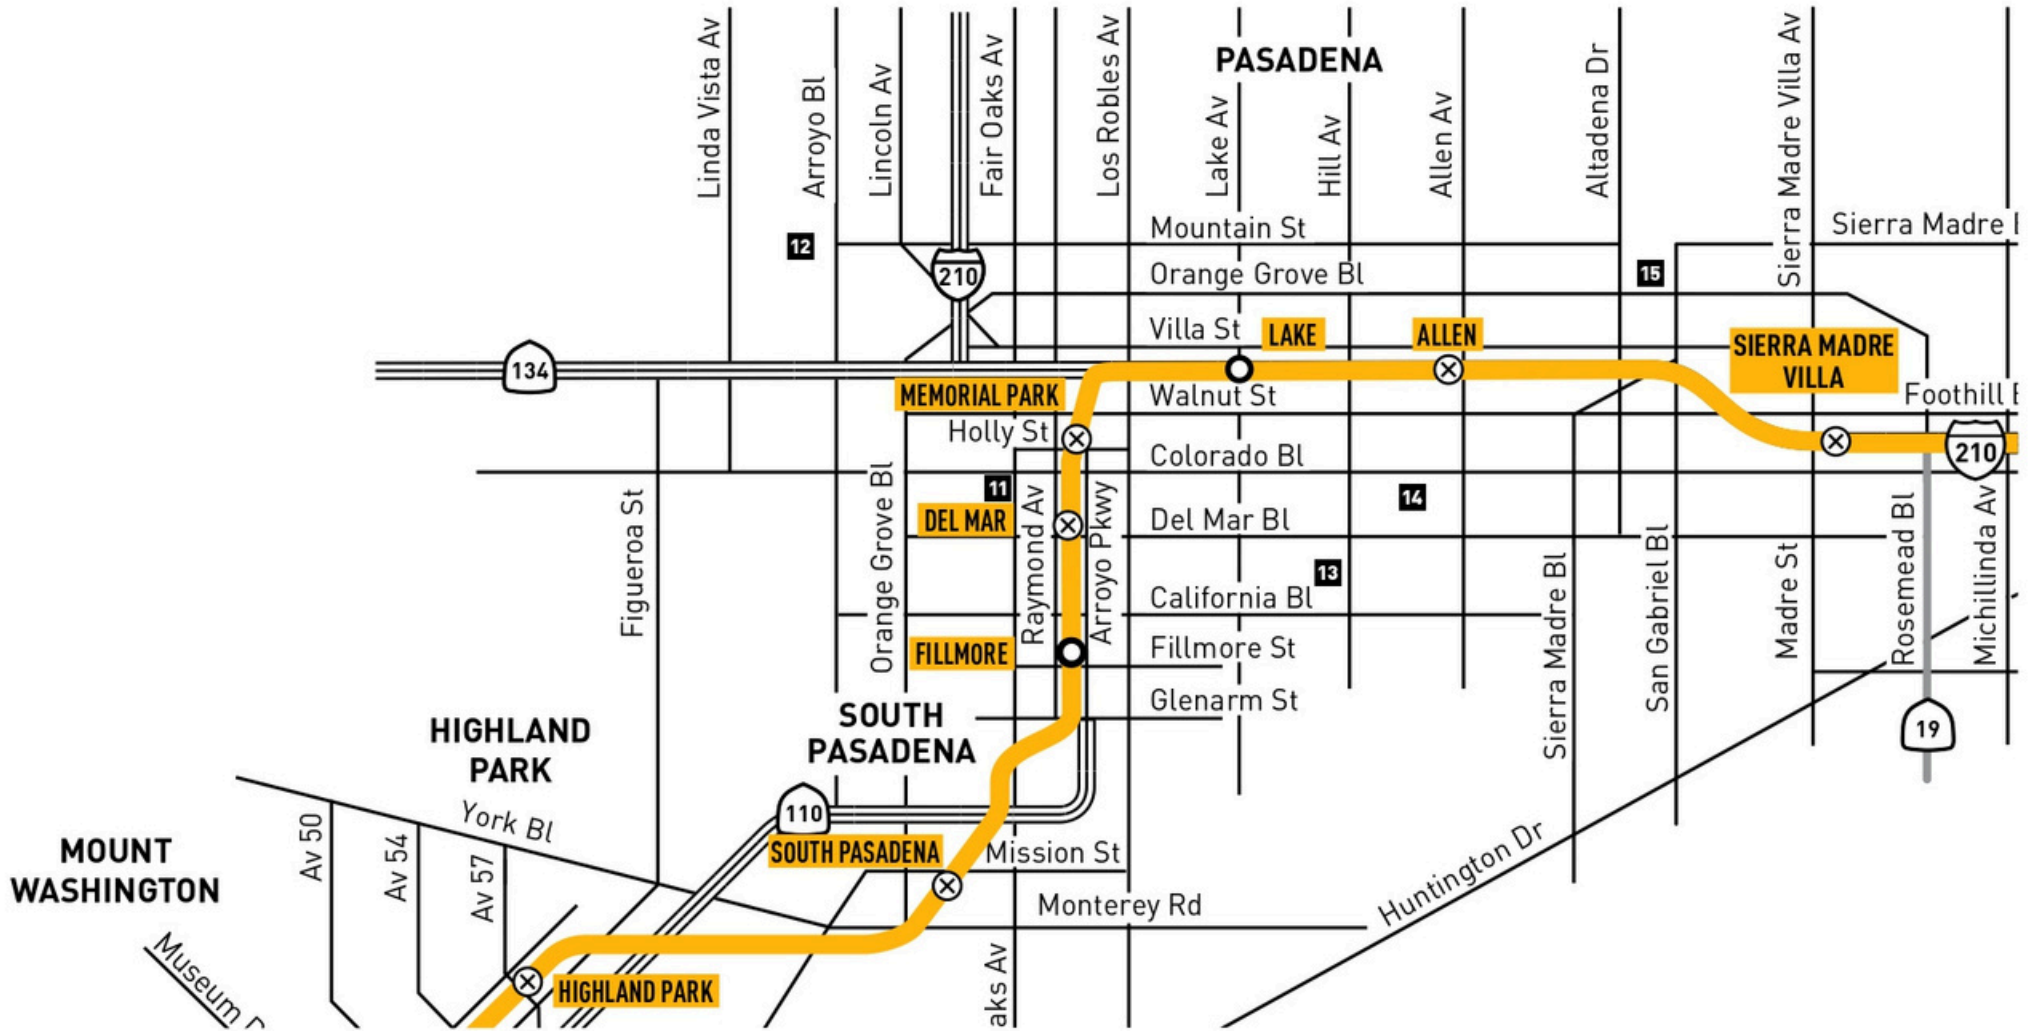 Linda Vista Av
Arroyo Bl
Lincoln Av
Fair Oaks Av
Los Robles Av
PASADENA
Lake Av
Hill Av
Allen Av
Altadena Dr
Sierra Madre Villa Av
12
210
Mountain St
Sierra Madre
Orange Grove Bl
15
Villa St
LAKE
ALLEN
SIERRA MADRE
VILLA
134
MEMORIAL PARK
Walnut St
Foothill
Holly St
Colorado Bl
210
11
14
DEL MAR
Del Mar Bl
Figueroa St
Orange Grove Bl
Raymond Av
Arroyo Pkwy
13
California Bl
Sierra Madre Bl
San Gabriel Bl
Madre St
Rosemead Bl
Michillinda Av
FILLMORE
Fillmore St
Glenarm St
HIGHLAND
PARK
SOUTH
PASADENA
19
110
York Bl
Av 50
Av 54
Av 57
MOUNT
WASHINGTON
SOUTH PASADENA
Mission St
Monterey Rd
Huntington Dr
Museum
HIGHLAND PARK
aks Av